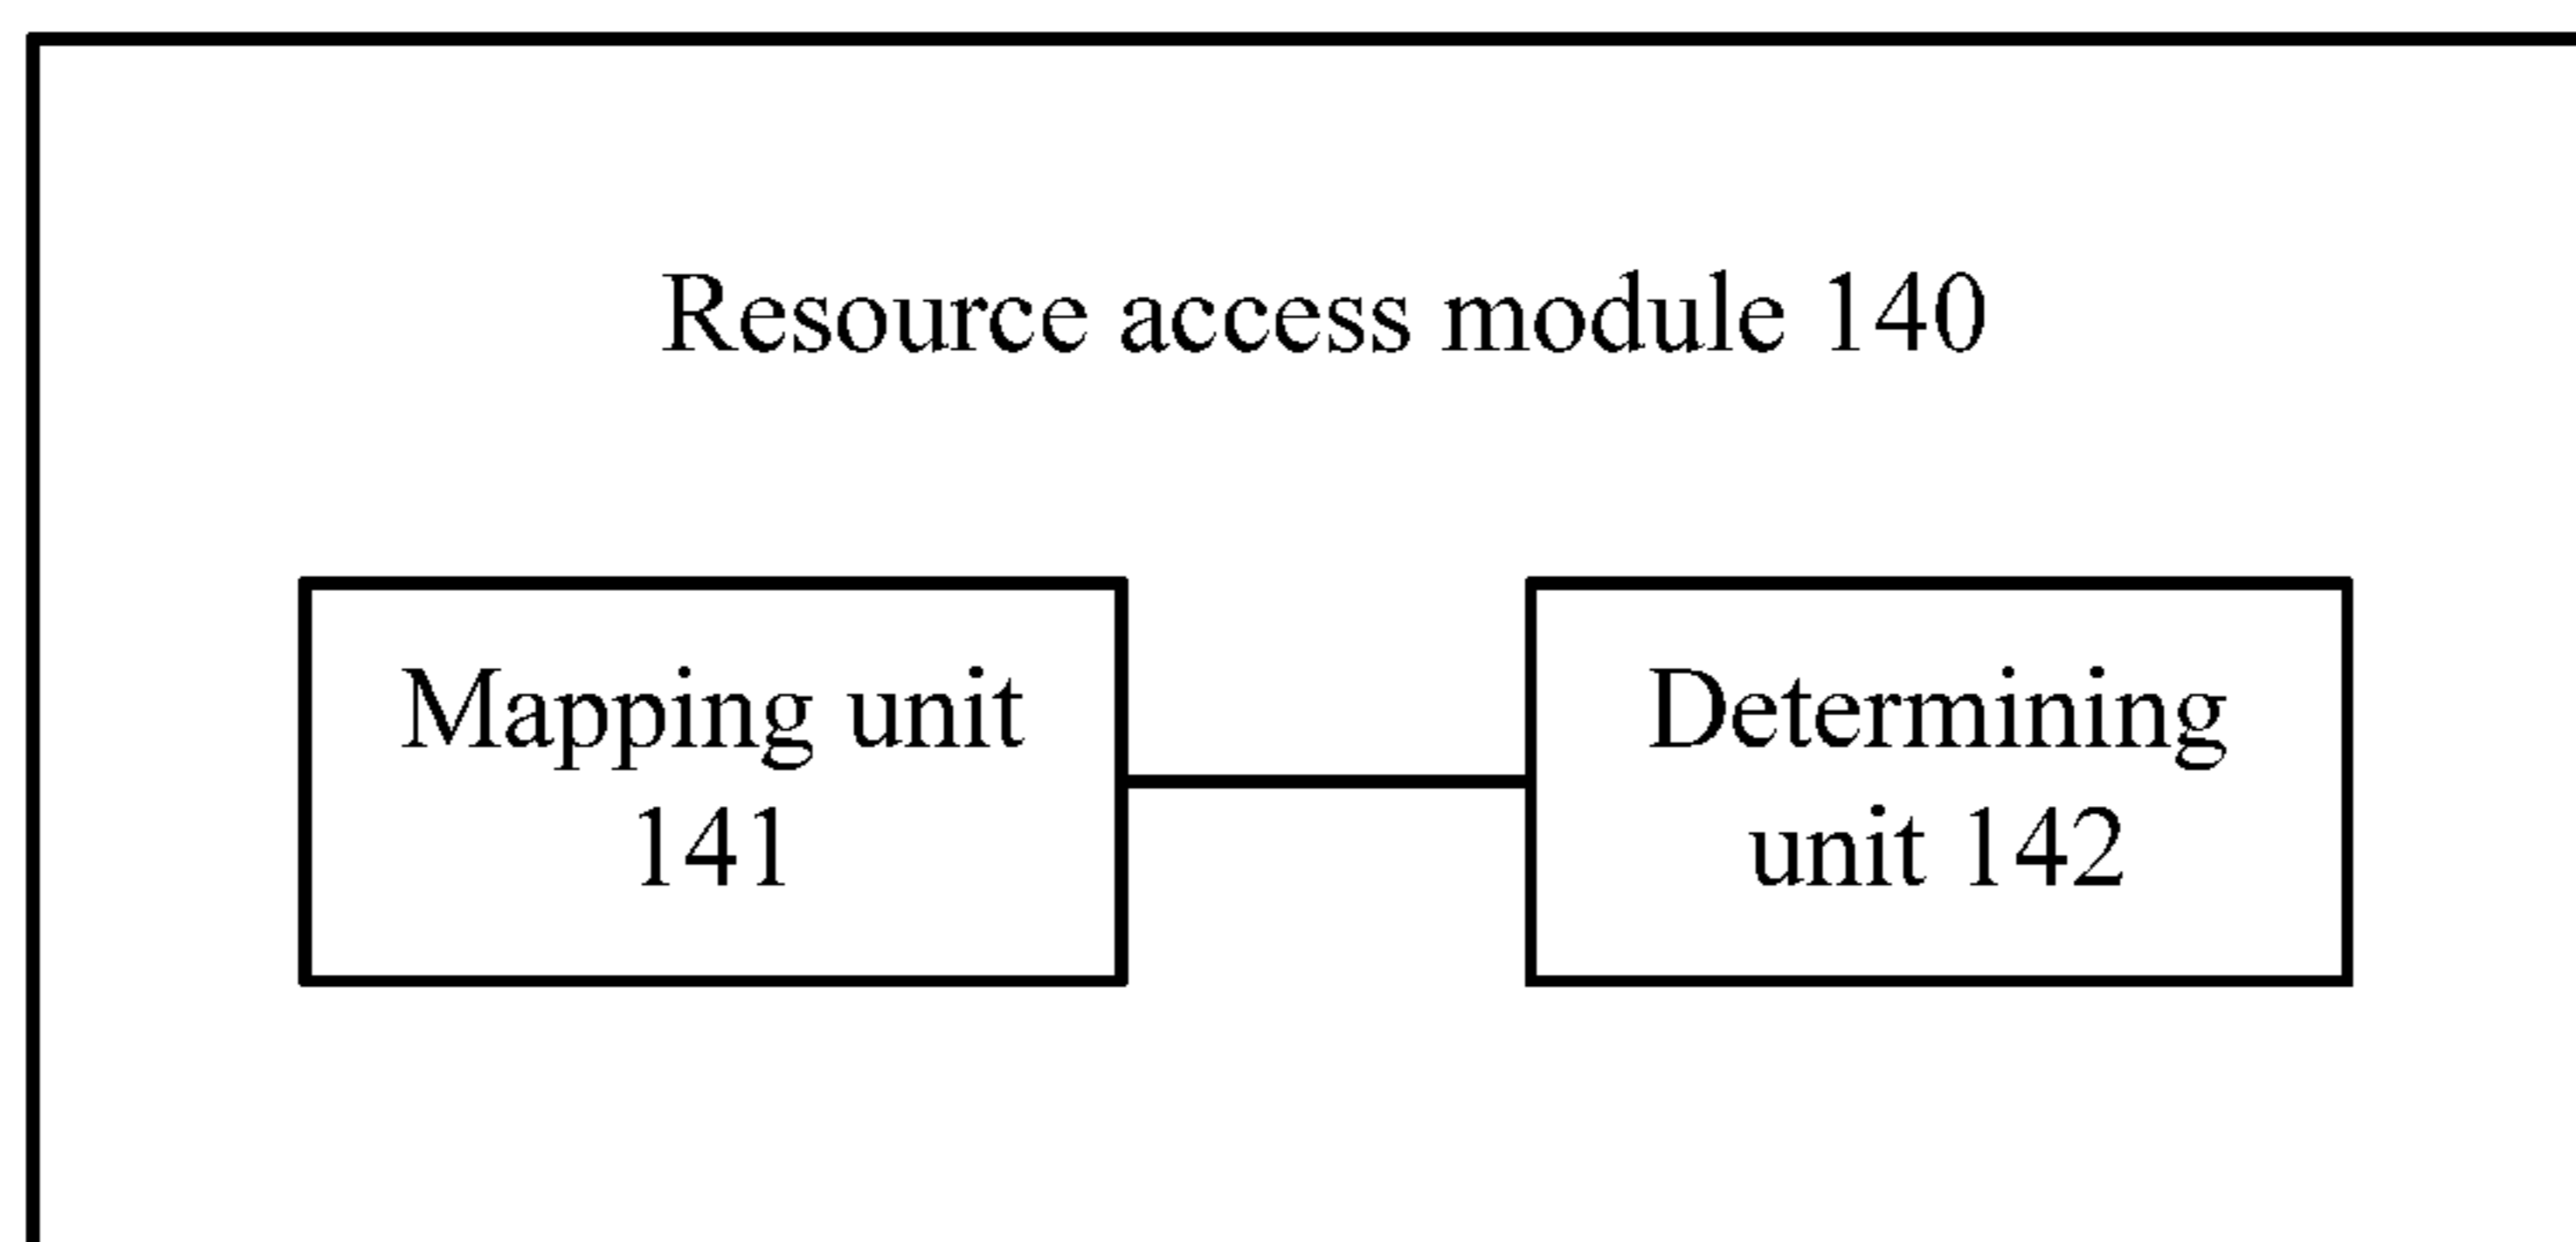 Resource access module 140
Mapping unit
141
Determining
unit 142